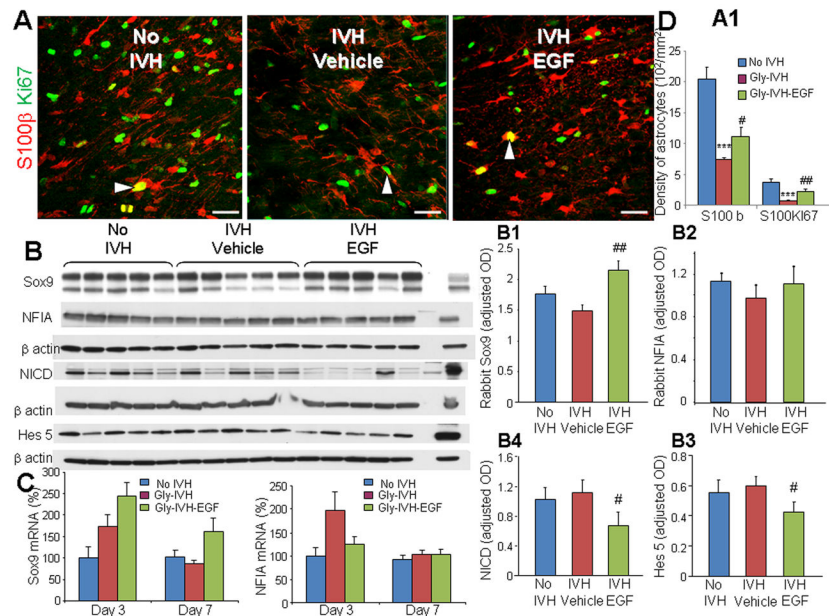 A
No IVH
IVH Vehicle
IVH EGF
S100β Ki67
D
A1
Density of astrocytes (10²/mm²)
25
20
15
10
5
0
No IVH
Gly-IVH
Gly-IVH-EGF
***
#
***
##
S100 b
S100KI67
B
No IVH
IVH Vehicle
IVH EGF
Sox9
NFIA
β actin
NICD
β actin
Hes 5
β actin
B1
Rabbit Sox9 (adjusted OD)
2.5
2
1.5
1
0.5
0
##
No IVH
IVH Vehicle
IVH EGF
B2
Rabbit NFIA (adjusted OD)
1.6
1.2
0.8
0.4
0
No IVH
IVH Vehicle
IVH EGF
B4
NICD (adjusted OD)
1.6
1.2
0.8
0.4
0
#
No IVH
IVH Vehicle
IVH EGF
B3
Hes 5 (adjusted OD)
0.8
0.6
0.4
0.2
0
#
No IVH
IVH Vehicle
IVH EGF
C
Sox9 mRNA (%)
300
250
200
150
100
50
0
No IVH
Gly-IVH
Gly-IVH-EGF
Day 3
Day 7
NFIA mRNA (%)
250
200
150
100
50
0
No IVH
Gly-IVH
Gly-IVH-EGF
Day 3
Day 7